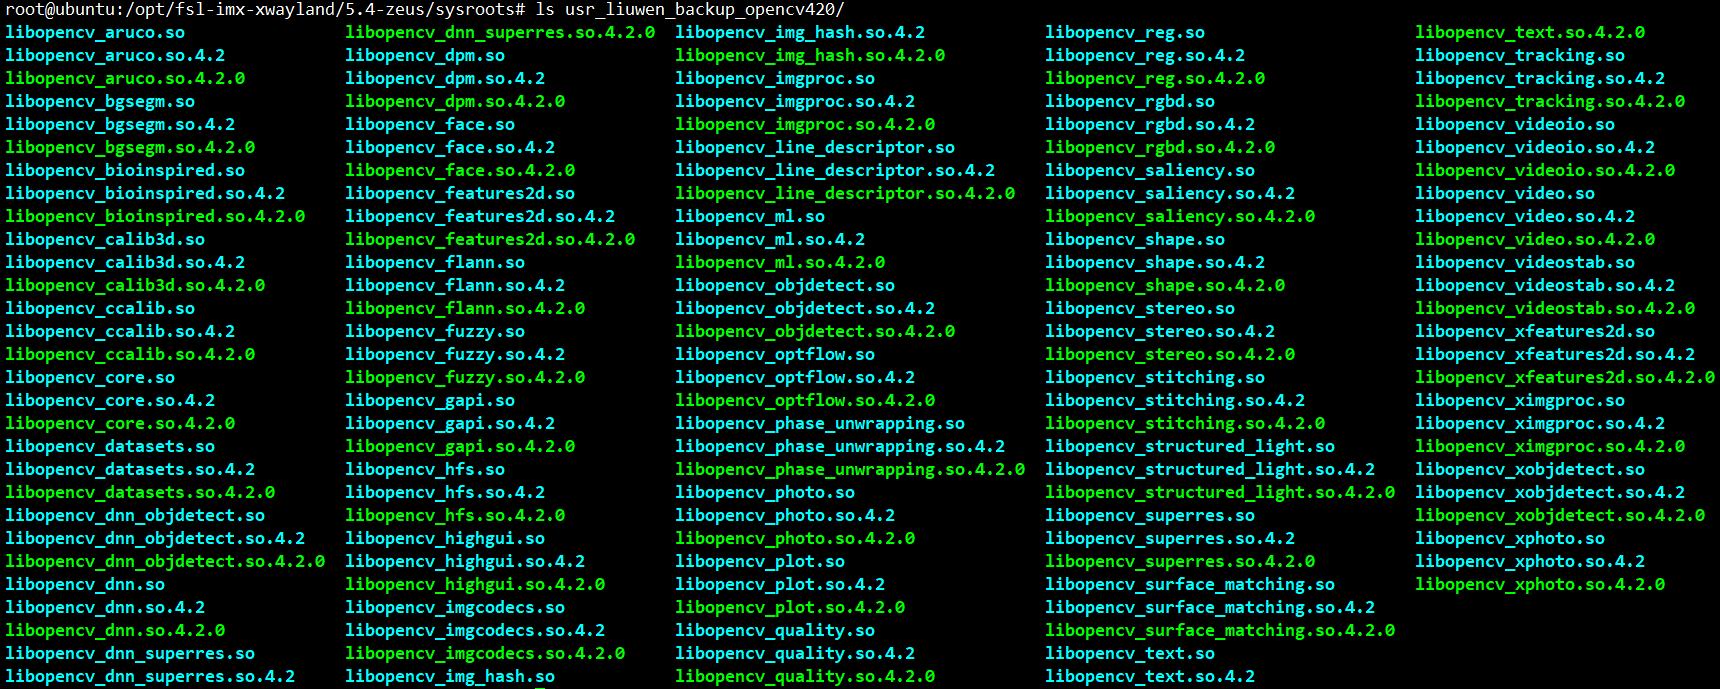 root@ubuntu:/opt/fsl-imx-xwayland/5.4-zeus/sysroots# ls usr_liuwen_backup_opencv420/
libopencv_aruco.so libopencv_dnn_superres.so.4.2.0 libopencv_img_hash.so.4.2 libopencv_reg.so libopencv_text.so.4.2.0
libopencv_aruco.so.4.2 libopencv_dpm.so libopencv_img_hash.so.4.2.0 libopencv_reg.so.4.2 libopencv_tracking.so
libopencv_aruco.so.4.2.0 libopencv_dpm.so.4.2 libopencv_imgproc.so libopencv_reg.so.4.2.0 libopencv_tracking.so.4.2
libopencv_bgsegm.so libopencv_dpm.so.4.2.0 libopencv_imgproc.so.4.2 libopencv_rgbd.so libopencv_tracking.so.4.2.0
libopencv_bgsegm.so.4.2 libopencv_face.so libopencv_imgproc.so.4.2.0 libopencv_rgbd.so.4.2 libopencv_videoio.so
libopencv_bgsegm.so.4.2.0 libopencv_face.so.4.2 libopencv_line_descriptor.so libopencv_rgbd.so.4.2.0 libopencv_videoio.so.4.2
libopencv_bioinspired.so libopencv_face.so.4.2.0 libopencv_line_descriptor.so.4.2 libopencv_saliency.so libopencv_videoio.so.4.2.0
libopencv_bioinspired.so.4.2 libopencv_features2d.so libopencv_line_descriptor.so.4.2.0 libopencv_saliency.so.4.2 libopencv_video.so
libopencv_bioinspired.so.4.2.0 libopencv_features2d.so.4.2 libopencv_ml.so libopencv_saliency.so.4.2.0 libopencv_video.so.4.2
libopencv_calib3d.so libopencv_features2d.so.4.2.0 libopencv_ml.so.4.2 libopencv_shape.so libopencv_video.so.4.2.0
libopencv_calib3d.so.4.2 libopencv_flann.so libopencv_ml.so.4.2.0 libopencv_shape.so.4.2 libopencv_videostab.so
libopencv_calib3d.so.4.2.0 libopencv_flann.so.4.2 libopencv_objdetect.so libopencv_shape.so.4.2.0 libopencv_videostab.so.4.2
libopencv_ccalib.so libopencv_flann.so.4.2.0 libopencv_objdetect.so.4.2 libopencv_stereo.so libopencv_videostab.so.4.2.0
libopencv_ccalib.so.4.2 libopencv_fuzzy.so libopencv_objdetect.so.4.2.0 libopencv_stereo.so.4.2 libopencv_xfeatures2d.so
libopencv_ccalib.so.4.2.0 libopencv_fuzzy.so.4.2 libopencv_optflow.so libopencv_stereo.so.4.2.0 libopencv_xfeatures2d.so.4.2
libopencv_core.so libopencv_fuzzy.so.4.2.0 libopencv_optflow.so.4.2 libopencv_stitching.so libopencv_xfeatures2d.so.4.2.0
libopencv_core.so.4.2 libopencv_gapi.so libopencv_optflow.so.4.2.0 libopencv_stitching.so.4.2 libopencv_ximgproc.so
libopencv_core.so.4.2.0 libopencv_gapi.so.4.2 libopencv_phase_unwrapping.so libopencv_stitching.so.4.2.0 libopencv_ximgproc.so.4.2
libopencv_datasets.so libopencv_gapi.so.4.2.0 libopencv_phase_unwrapping.so.4.2 libopencv_structured_light.so libopencv_ximgproc.so.4.2.0
libopencv_datasets.so.4.2 libopencv_hfs.so libopencv_phase_unwrapping.so.4.2.0 libopencv_structured_light.so.4.2 libopencv_xobjdetect.so
libopencv_datasets.so.4.2.0 libopencv_hfs.so.4.2 libopencv_photo.so libopencv_structured_light.so.4.2.0 libopencv_xobjdetect.so.4.2
libopencv_dnn_objdetect.so libopencv_hfs.so.4.2.0 libopencv_photo.so.4.2 libopencv_superres.so libopencv_xobjdetect.so.4.2.0
libopencv_dnn_objdetect.so.4.2 libopencv_highgui.so libopencv_photo.so.4.2.0 libopencv_superres.so.4.2 libopencv_xphoto.so
libopencv_dnn_objdetect.so.4.2.0 libopencv_highgui.so.4.2 libopencv_plot.so libopencv_superres.so.4.2.0 libopencv_xphoto.so.4.2
libopencv_dnn.so libopencv_highgui.so.4.2.0 libopencv_plot.so.4.2 libopencv_surface_matching.so libopencv_xphoto.so.4.2.0
libopencv_dnn.so.4.2 libopencv_imgcodecs.so libopencv_plot.so.4.2.0 libopencv_surface_matching.so.4.2
libopencv_dnn.so.4.2.0 libopencv_imgcodecs.so.4.2 libopencv_quality.so libopencv_surface_matching.so.4.2.0
libopencv_dnn_superres.so libopencv_imgcodecs.so.4.2.0 libopencv_quality.so.4.2 libopencv_text.so
libopencv_dnn_superres.so.4.2 libopencv_img_hash.so libopencv_quality.so.4.2.0 libopencv_text.so.4.2